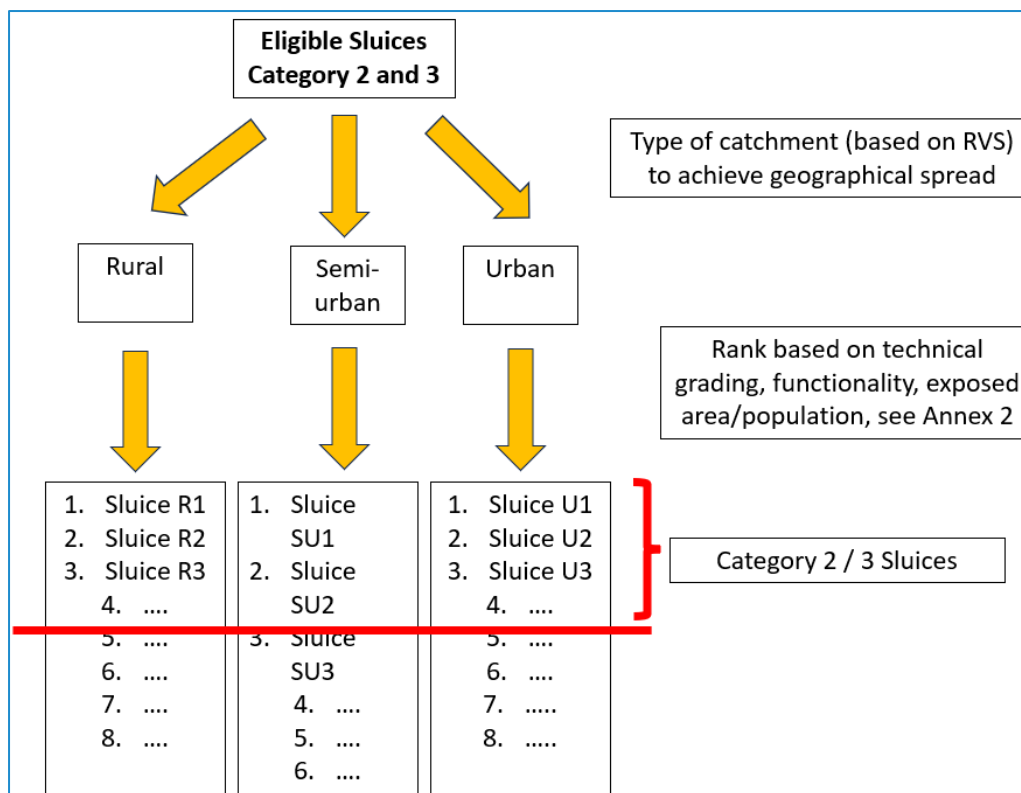 Eligible Sluices
Category 2 and 3
Type of catchment (based on RVS)
to achieve geographical spread
Rural
Semi-
urban
Urban
Rank based on technical
grading, functionality, exposed
area/population, see Annex 2
1. Sluice R1
2. Sluice R2
3. Sluice R3
4. ....
5. ....
6. ....
7. ....
8. ....
1. Sluice
SU1
2. Sluice
SU2
3. Sluice
SU3
4. ....
5. ....
6. ....
1. Sluice U1
2. Sluice U2
3. Sluice U3
4. ....
5. ....
6. ....
7. .....
8. .....
Category 2 / 3 Sluices